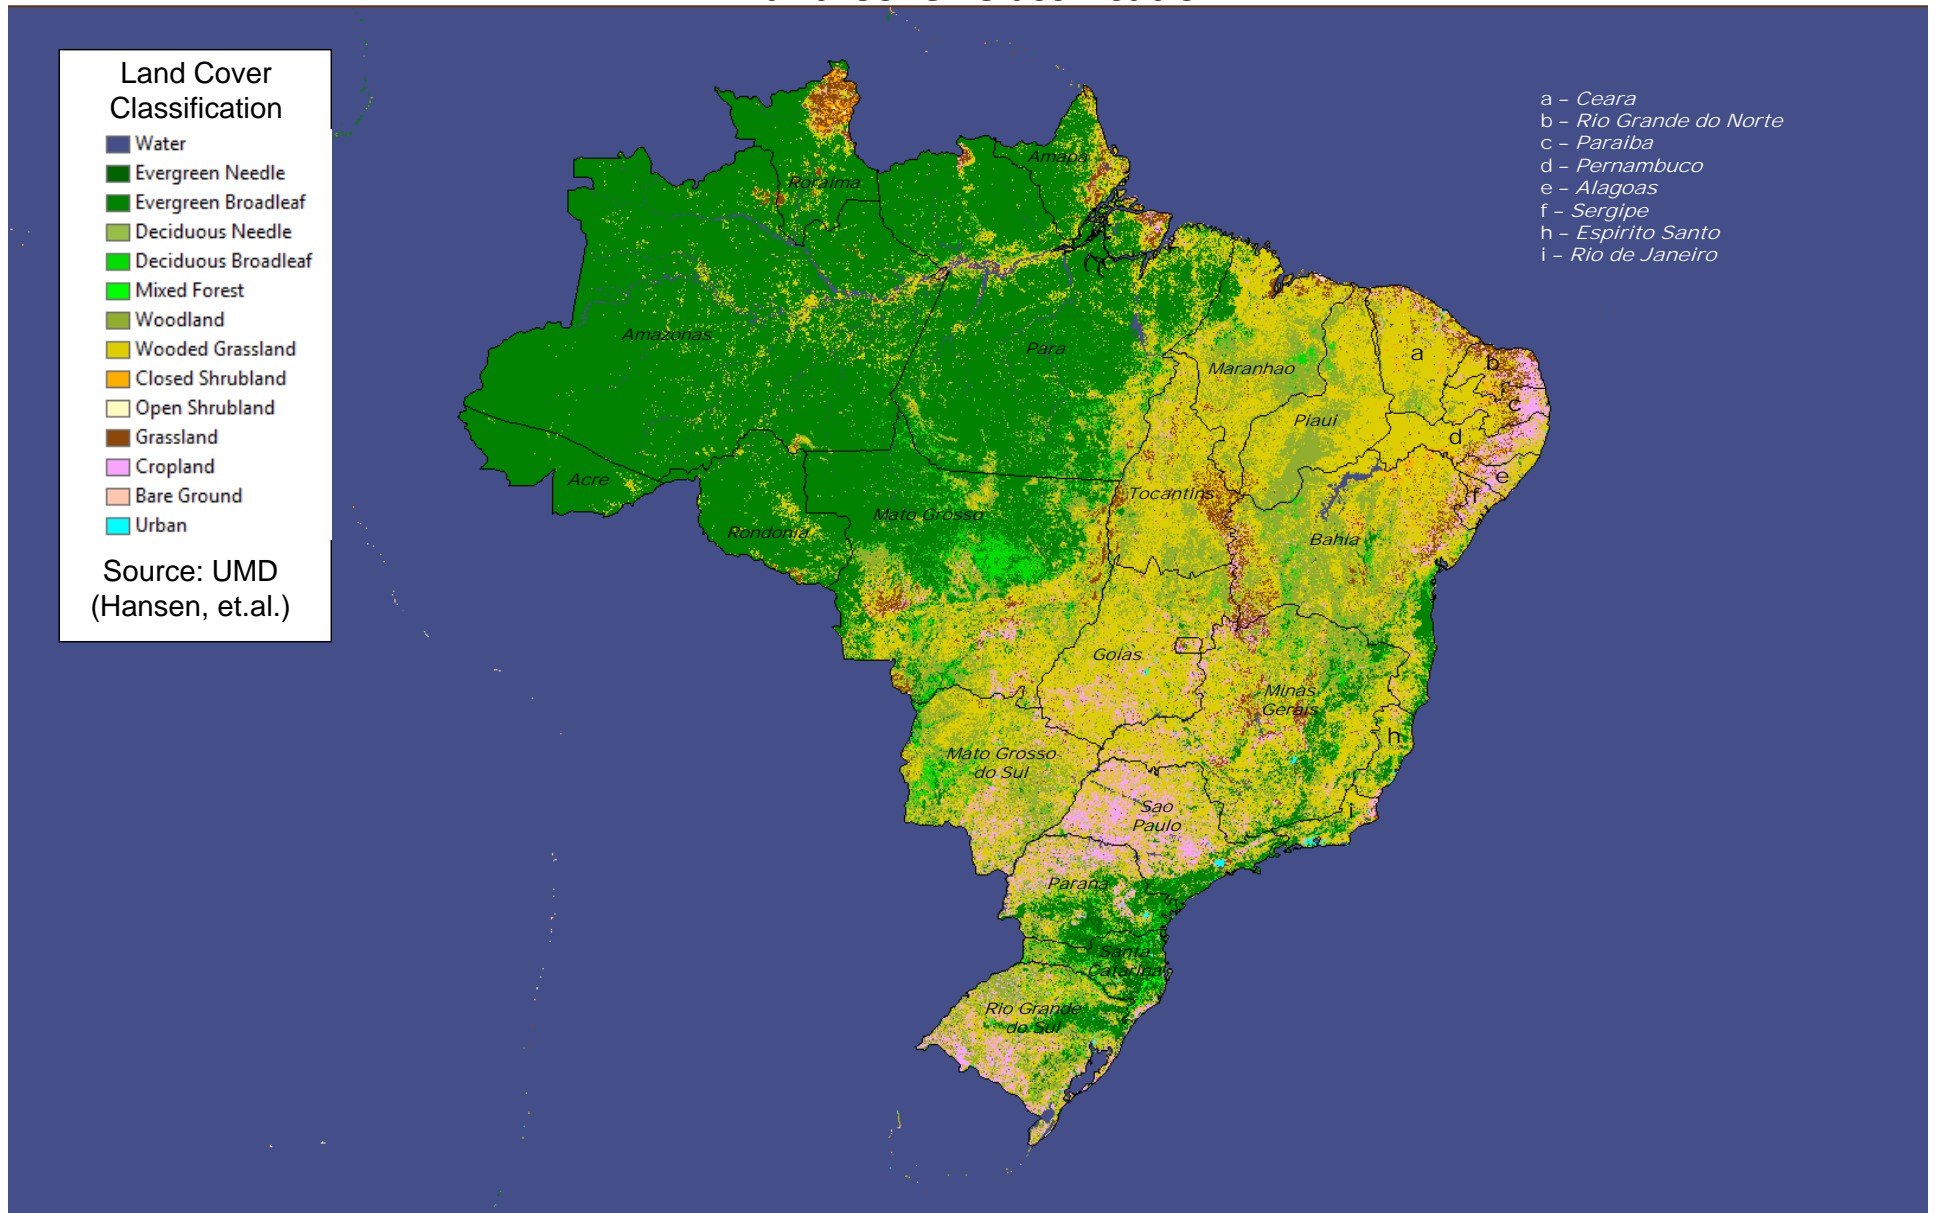 Land Cover
Classification
Water
Evergreen Needle
Evergreen Broadleaf
Deciduous Needle
Deciduous Broadleaf
Mixed Forest
Woodland
Wooded Grassland
Closed Shrubland
Open Shrubland
Grassland
Cropland
Bare Ground
Urban
Source: UMD
(Hansen, et.al.)
a – Ceara
b – Rio Grande do Norte
c – Paraiba
d – Pernambuco
e – Alagoas
f – Sergipe
h – Espirito Santo
i – Rio de Janeiro
Amapa
Roraima
Amazonas
Para
Maranhao
a
b
c
Piaui
d
e
f
Acre
Tocantins
Mato Grosso
Rondonia
Bahia
Goias
Minas
Gerais
h
Mato Grosso
do Sul
Sao
Paulo
i
Parana
Santa
Catarina
Rio Grande
do Sul